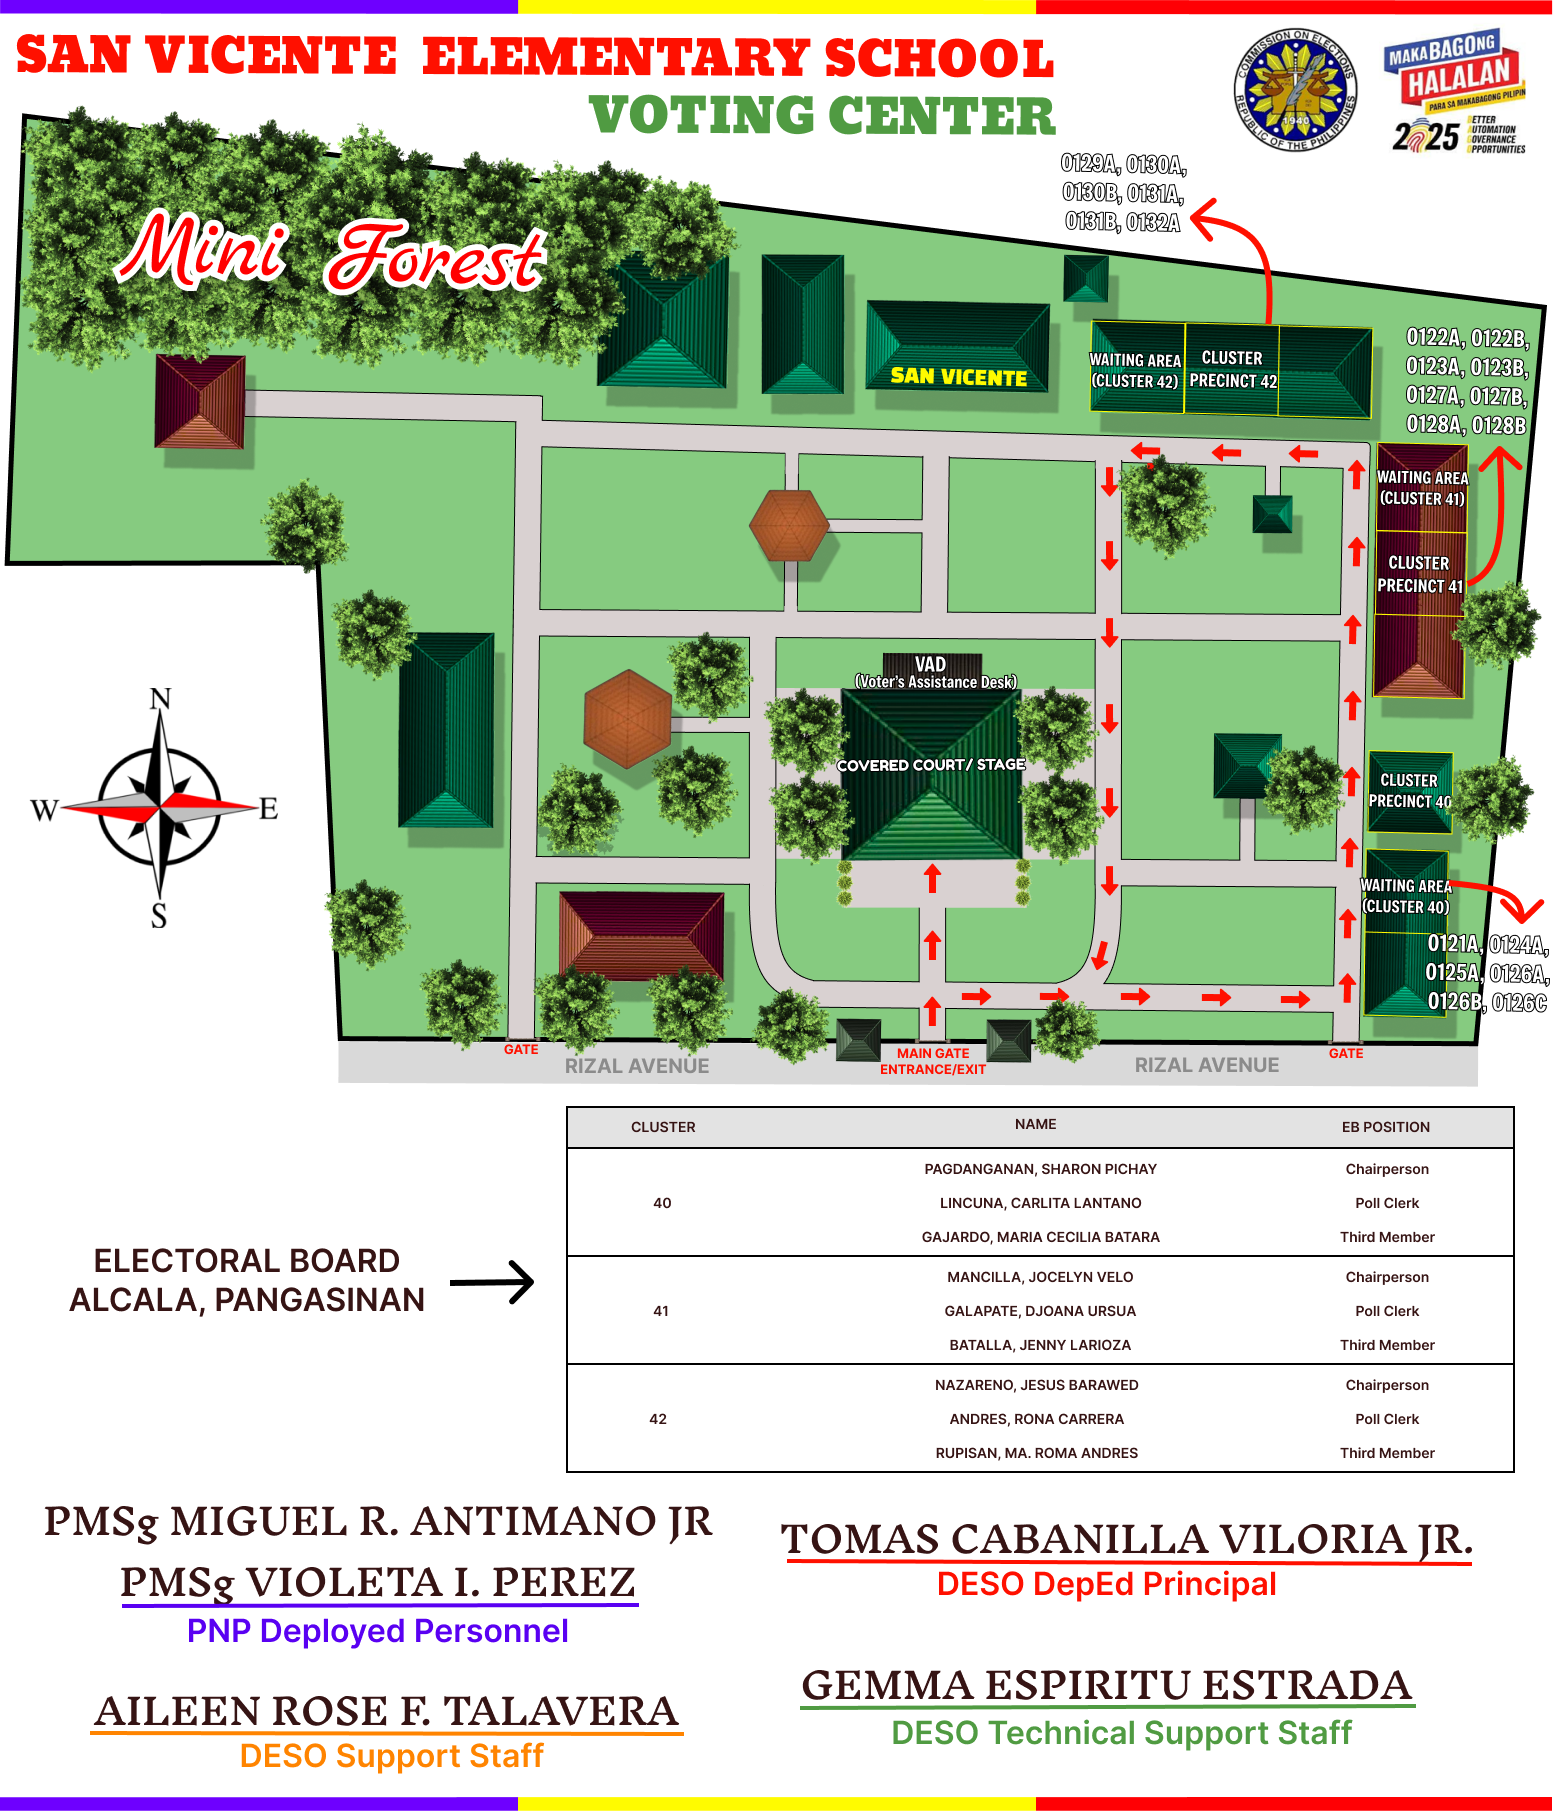 SAN VICENTE ELEMENTARY SCHOOL
VOTING CENTER
COMMISSION ON ELECTIONS
REPUBLIC OF THE PHILIPPINES
1940
MAKABAGONG
HALALAN
PARA SA MAKABAGONG PILIPIN
2025
BETTER
AUTOMATION
GOVERNANCE
OPPORTUNITIES
0129A, 0130A,
0130B, 0131A,
0131B, 0132A
Mini Forest
SAN VICENTE
WAITING AREA
(CLUSTER 42)
CLUSTER
PRECINCT 42
0122A, 0122B,
0123A, 0123B,
0127A, 0127B,
0128A, 0128B
WAITING AREA
(CLUSTER 41)
CLUSTER
PRECINCT 41
VAD
(Voter's Assistance Desk)
COVERED COURT/ STAGE
CLUSTER
PRECINCT 40
WAITING AREA
(CLUSTER 40)
0121A, 0124A,
0125A, 0126A,
0126B, 0126C
N
W
E
S
GATE
RIZAL AVENUE
MAIN GATE
ENTRANCE/EXIT
RIZAL AVENUE
GATE
ELECTORAL BOARD
ALCALA, PANGASINAN
CLUSTER NAME EB POSITION
PAGDANGANAN, SHARON PICHAY Chairperson
40 LINCUNA, CARLITA LANTANO Poll Clerk
GAJARDO, MARIA CECILIA BATARA Third Member
MANCILLA, JOCELYN VELO Chairperson
41 GALAPATE, DJOANA URSUA Poll Clerk
BATALLA, JENNY LARIOZA Third Member
NAZARENO, JESUS BARAWED Chairperson
42 ANDRES, RONA CARRERA Poll Clerk
RUPISAN, MA. ROMA ANDRES Third Member
PMSg MIGUEL R. ANTIMANO JR
PMSg VIOLETA I. PEREZ
PNP Deployed Personnel
TOMAS CABANILLA VILORIA JR.
DESO DepEd Principal
AILEEN ROSE F. TALAVERA
DESO Support Staff
GEMMA ESPIRITU ESTRADA
DESO Technical Support Staff